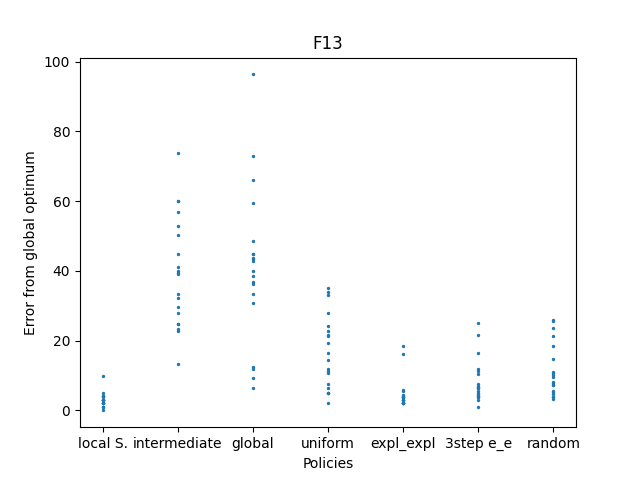 F13
Error from global optimum
100
80
60
40
20
0
local S. intermediate global uniform expl_expl 3step e_e random
Policies